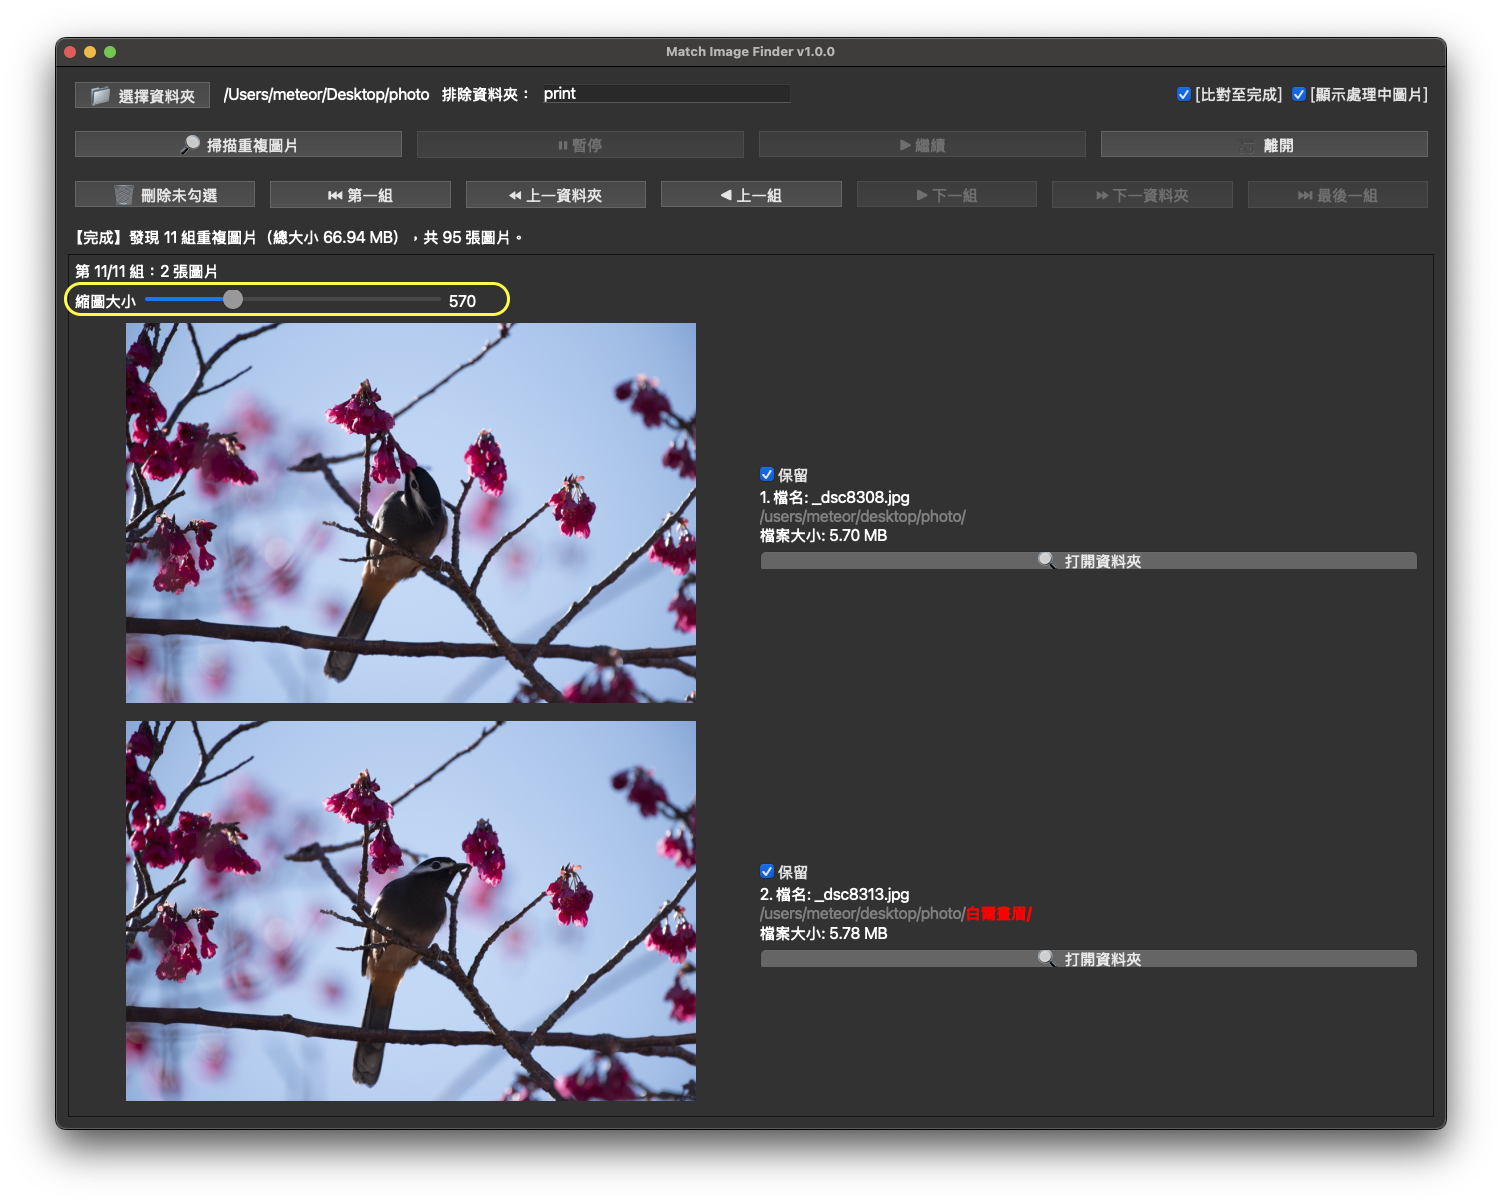 Match Image Finder v1.0.0
選擇資料夾 /Users/meteor/Desktop/photo 排除資料夾： print [比對至完成] [顯示處理中圖片]
掃描重複圖片 暫停 繼續 離開
刪除未勾選 第一組 上一資料夾 上一組 下一組 下一資料夾 最後一組
【完成】發現 11 組重複圖片（總大小 66.94 MB），共 95 張圖片。
第 11/11 組：2 張圖片
縮圖大小 570
保留
1. 檔名: _dsc8308.jpg
/users/meteor/desktop/photo/
檔案大小: 5.70 MB
打開資料夾
保留
2. 檔名: _dsc8313.jpg
/users/meteor/desktop/photo/白耳畫眉/
檔案大小: 5.78 MB
打開資料夾